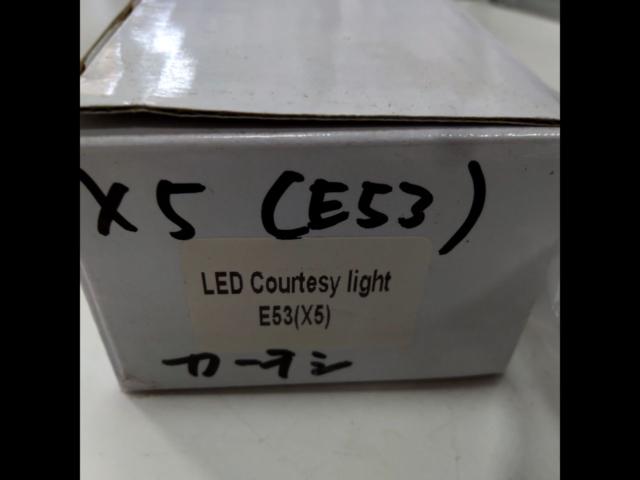 X5 (E53)
LED Courtesy light
E53(X5)
カーテシ